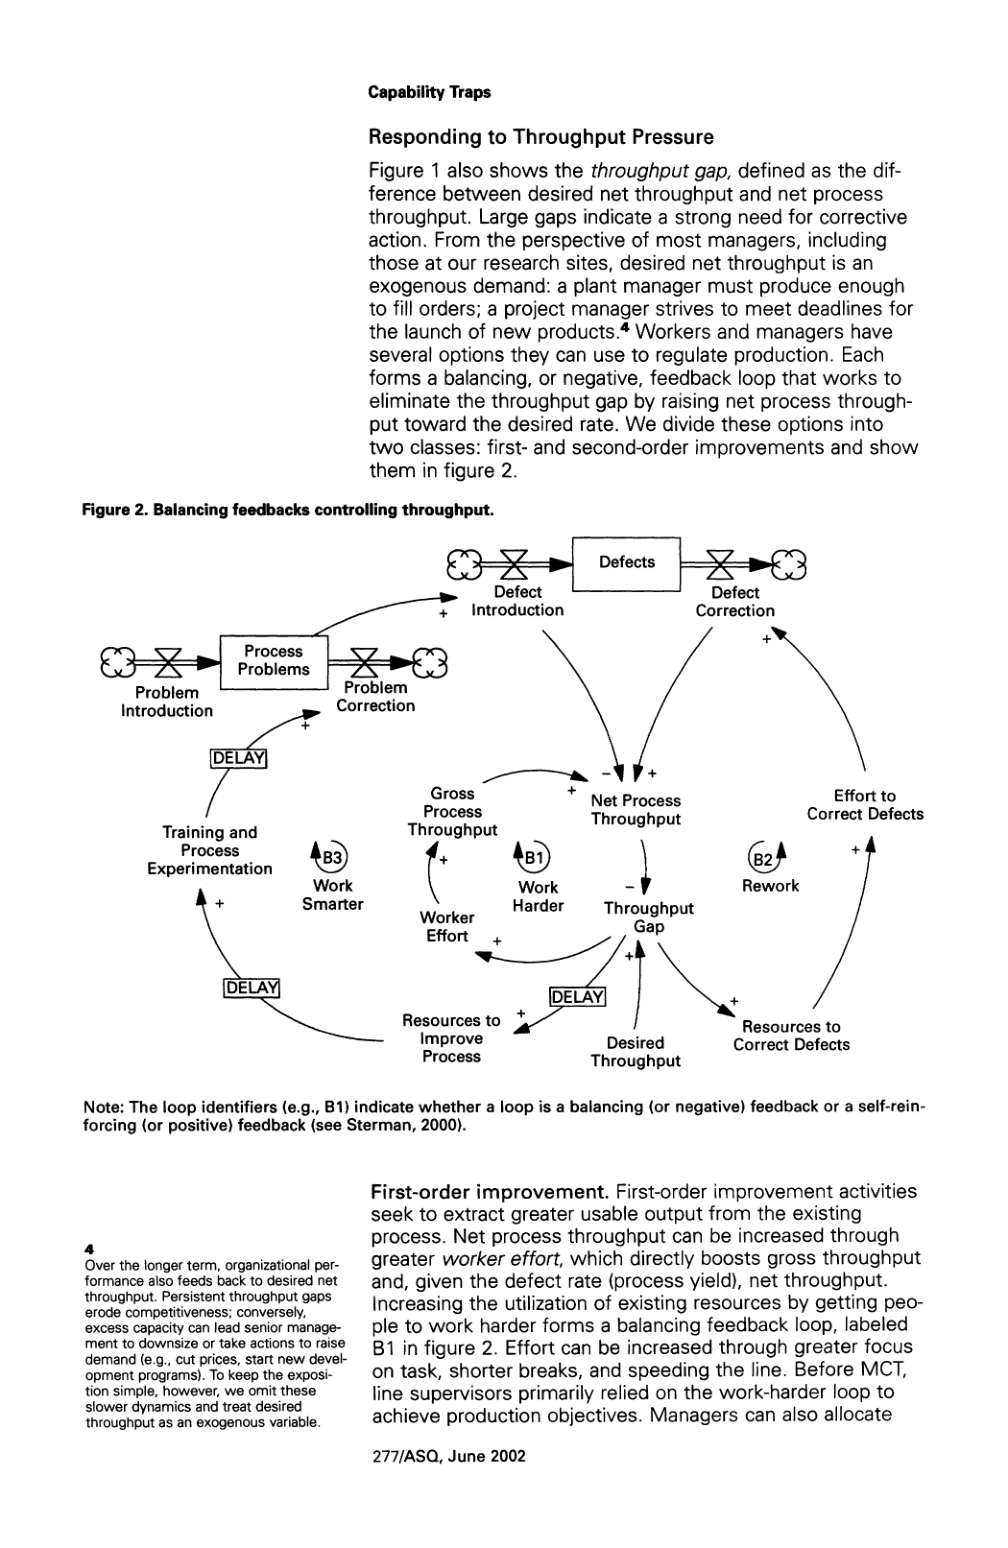 Capability Traps
Responding to Throughput Pressure
Figure 1 also shows the throughput gap, defined as the dif-
ference between desired net throughput and net process
throughput. Large gaps indicate a strong need for corrective
action. From the perspective of most managers, including
those at our research sites, desired net throughput is an
exogenous demand: a plant manager must produce enough
to fill orders; a project manager strives to meet deadlines for
the launch of new products.4 Workers and managers have
several options they can use to regulate production. Each
forms a balancing, or negative, feedback loop that works to
eliminate the throughput gap by raising net process through-
put toward the desired rate. We divide these options into
two classes: first- and second-order improvements and show
them in figure 2.
Figure 2. Balancing feedbacks controlling throughput.
Defects
Defect
Introduction
+
Defect
Correction
+
Process
Problems
Problem
Introduction
Problem
Correction
+
DELAY
Training and
Process
Experimentation
+
B3
Work
Smarter
Gross
Process
Throughput
+
+
B1
Work
Harder
– +
Net Process
Throughput
–
Throughput
Gap
+
B2
Rework
Effort to
Correct Defects
+
Worker
Effort
+
DELAY
DELAY
Resources to
Improve
Process
+
Desired
Throughput
+
Resources to
Correct Defects
Note: The loop identifiers (e.g., B1) indicate whether a loop is a balancing (or negative) feedback or a self-rein-
forcing (or positive) feedback (see Sterman, 2000).
First-order improvement. First-order improvement activities
seek to extract greater usable output from the existing
process. Net process throughput can be increased through
greater worker effort, which directly boosts gross throughput
and, given the defect rate (process yield), net throughput.
Increasing the utilization of existing resources by getting peo-
ple to work harder forms a balancing feedback loop, labeled
B1 in figure 2. Effort can be increased through greater focus
on task, shorter breaks, and speeding the line. Before MCT,
line supervisors primarily relied on the work-harder loop to
achieve production objectives. Managers can also allocate
4
Over the longer term, organizational per-
formance also feeds back to desired net
throughput. Persistent throughput gaps
erode competitiveness; conversely,
excess capacity can lead senior manage-
ment to downsize or take actions to raise
demand (e.g., cut prices, start new devel-
opment programs). To keep the exposi-
tion simple, however, we omit these
slower dynamics and treat desired
throughput as an exogenous variable.
277/ASQ, June 2002